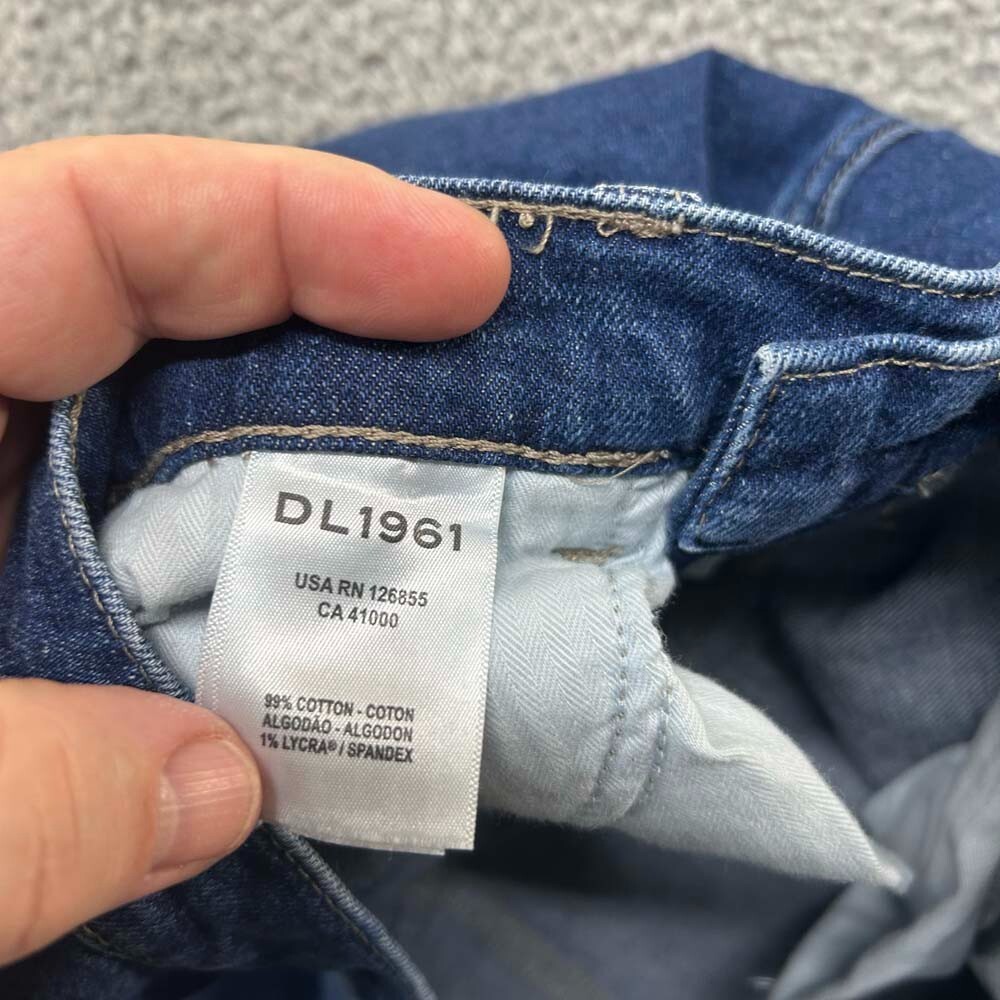 DL1961
USA RN 126855
CA 41000
99% COTTON - COTON
ALGODÃO - ALGODON
1% LYCRA® / SPANDEX